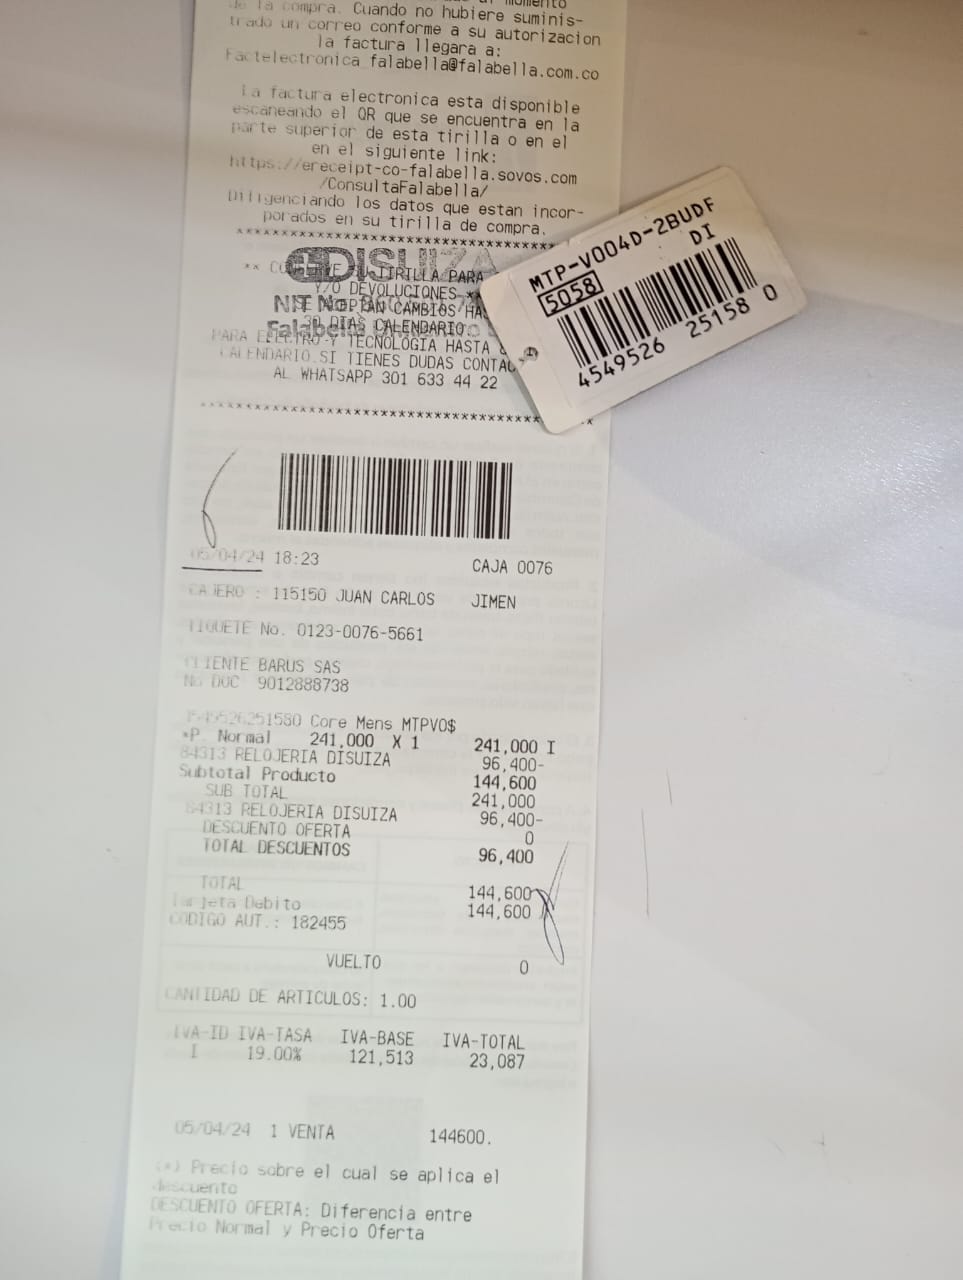 de la compra. Cuando no hubiere suminis-
trado un correo conforme a su autorizacion
la factura llegara a:
Factelectronica_falabella@falabella.com.co
La factura electronica esta disponible
escaneando el QR que se encuentra en la
parte superior de esta tirilla o en el
en el siguiente link:
https://ereceipt-co-falabella.sovos.com
/ConsultaFalabella/
Diligenciando los datos que estan incor-
porados en su tirilla de compra.
*****************************************
DISUIZA
** TIRILLA PARA
Y/O DEVOLUCIONES **
NIT No
CAMBIOS HAS
Falabella
30 DIAS CALENDARIO.
PARA ELECTRO Y TECNOLOGIA HASTA
CALENDARIO.SI TIENES DUDAS CONTAC
AL WHATSAPP 301 633 44 22
*****************************************
MTP-V004D-2BUDF
DI
5058
4549526 25158 0
05/04/24 18:23 CAJA 0076
CAJERO : 115150 JUAN CARLOS JIMEN
TIQUETE No. 0123-0076-5661
CLIENTE BARUS SAS
No DOC 9012888738
4549526251580 Core Mens MTPVO$
*P. Normal 241,000 X 1 241,000 I
84313 RELOJERIA DISUIZA 96,400-
Subtotal Producto 144,600
SUB TOTAL 241,000
84313 RELOJERIA DISUIZA 96,400-
DESCUENTO OFERTA 0
TOTAL DESCUENTOS 96,400
TOTAL 144,600
Tarjeta Debito 144,600
CODIGO AUT.: 182455
VUELTO 0
CANTIDAD DE ARTICULOS: 1.00
IVA-ID IVA-TASA IVA-BASE IVA-TOTAL
I 19.00% 121,513 23,087
05/04/24 1 VENTA 144600.
(*) Precio sobre el cual se aplica el
descuento
DESCUENTO OFERTA: Diferencia entre
Precio Normal y Precio Oferta